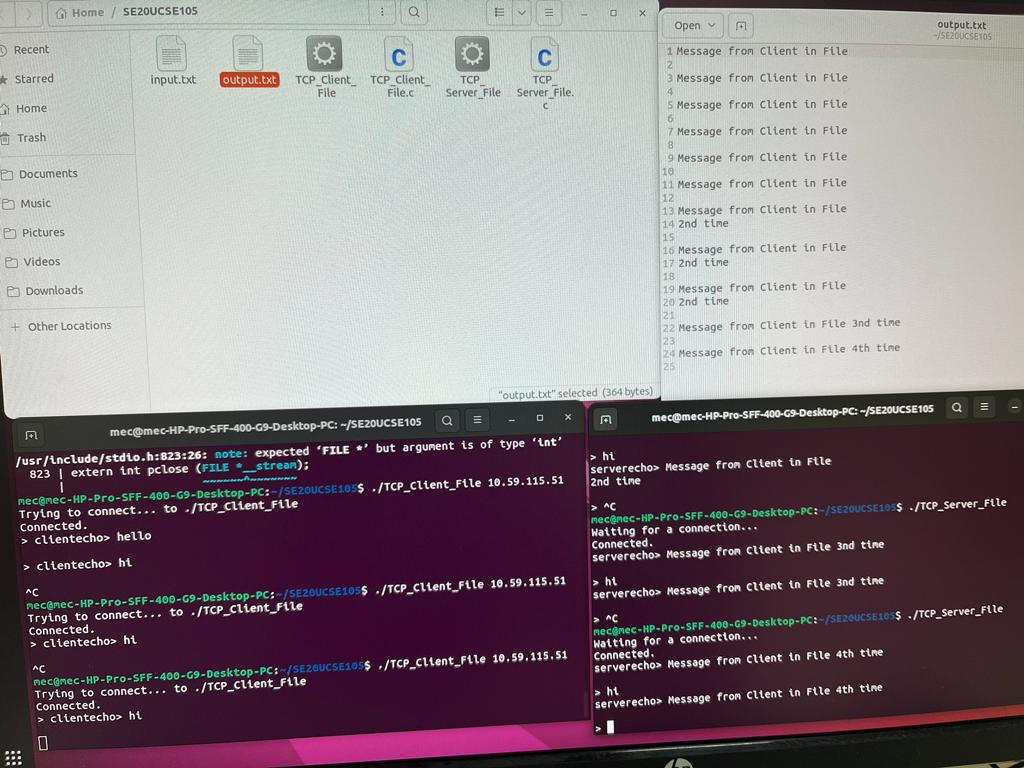 Home / SE20UCSE105
Recent
Starred
Home
Trash
Documents
Music
Pictures
Videos
Downloads
+ Other Locations
input.txt
output.txt
TCP_Client_
File
TCP_Client_
File.c
TCP_
Server_File
TCP_
Server_File.
c
"output.txt" selected (364 bytes)
Open
output.txt
~/SE20UCSE105
1 Message from Client in File
2
3 Message from Client in File
4
5 Message from Client in File
6
7 Message from Client in File
8
9 Message from Client in File
10
11 Message from Client in File
12
13 Message from Client in File
14 2nd time
15
16 Message from Client in File
17 2nd time
18
19 Message from Client in File
20 2nd time
21
22 Message from Client in File 3nd time
23
24 Message from Client in File 4th time
25
mec@mec-HP-Pro-SFF-400-G9-Desktop-PC: ~/SE20UCSE105
/usr/include/stdio.h:823:26: note: expected ‘FILE *’ but argument is of type ‘int’
823 | extern int pclose (FILE *__stream);
| ~~~~~~^~~~~~~~
mec@mec-HP-Pro-SFF-400-G9-Desktop-PC:~/SE20UCSE105$ ./TCP_Client_File 10.59.115.51
Trying to connect... to ./TCP_Client_File
Connected.
> clientecho> hello
> clientecho> hi
^C
mec@mec-HP-Pro-SFF-400-G9-Desktop-PC:~/SE20UCSE105$ ./TCP_Client_File 10.59.115.51
Trying to connect... to ./TCP_Client_File
Connected.
> clientecho> hi
^C
mec@mec-HP-Pro-SFF-400-G9-Desktop-PC:~/SE20UCSE105$ ./TCP_Client_File 10.59.115.51
Trying to connect... to ./TCP_Client_File
Connected.
> clientecho> hi
mec@mec-HP-Pro-SFF-400-G9-Desktop-PC: ~/SE20UCSE105
> hi
serverecho> Message from Client in File
2nd time
> ^C
mec@mec-HP-Pro-SFF-400-G9-Desktop-PC:~/SE20UCSE105$ ./TCP_Server_File
Waiting for a connection...
Connected.
serverecho> Message from Client in File 3nd time
> hi
serverecho> Message from Client in File 3nd time
> ^C
mec@mec-HP-Pro-SFF-400-G9-Desktop-PC:~/SE20UCSE105$ ./TCP_Server_File
Waiting for a connection...
Connected.
serverecho> Message from Client in File 4th time
> hi
serverecho> Message from Client in File 4th time
>
hp